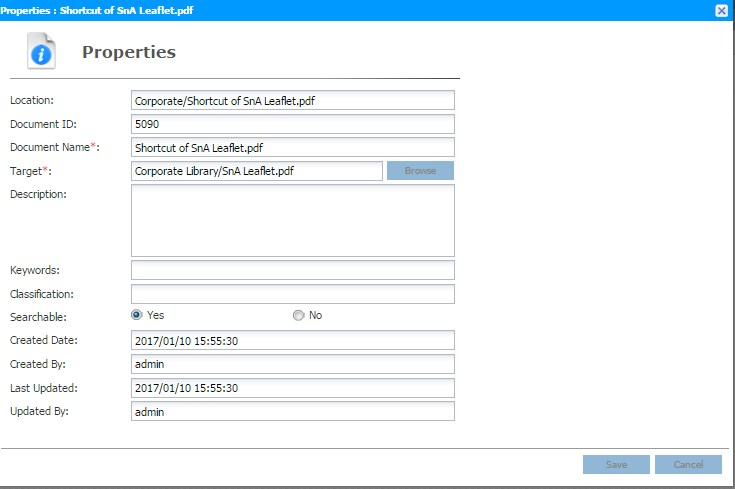 Properties : Shortcut of SnA Leaflet.pdf
Properties
Location: Corporate/Shortcut of SnA Leaflet.pdf
Document ID: 5090
Document Name*: Shortcut of SnA Leaflet.pdf
Target*: Corporate Library/SnA Leaflet.pdf Browse
Description:
Keywords:
Classification:
Searchable: Yes No
Created Date: 2017/01/10 15:55:30
Created By: admin
Last Updated: 2017/01/10 15:55:30
Updated By: admin
Save Cancel